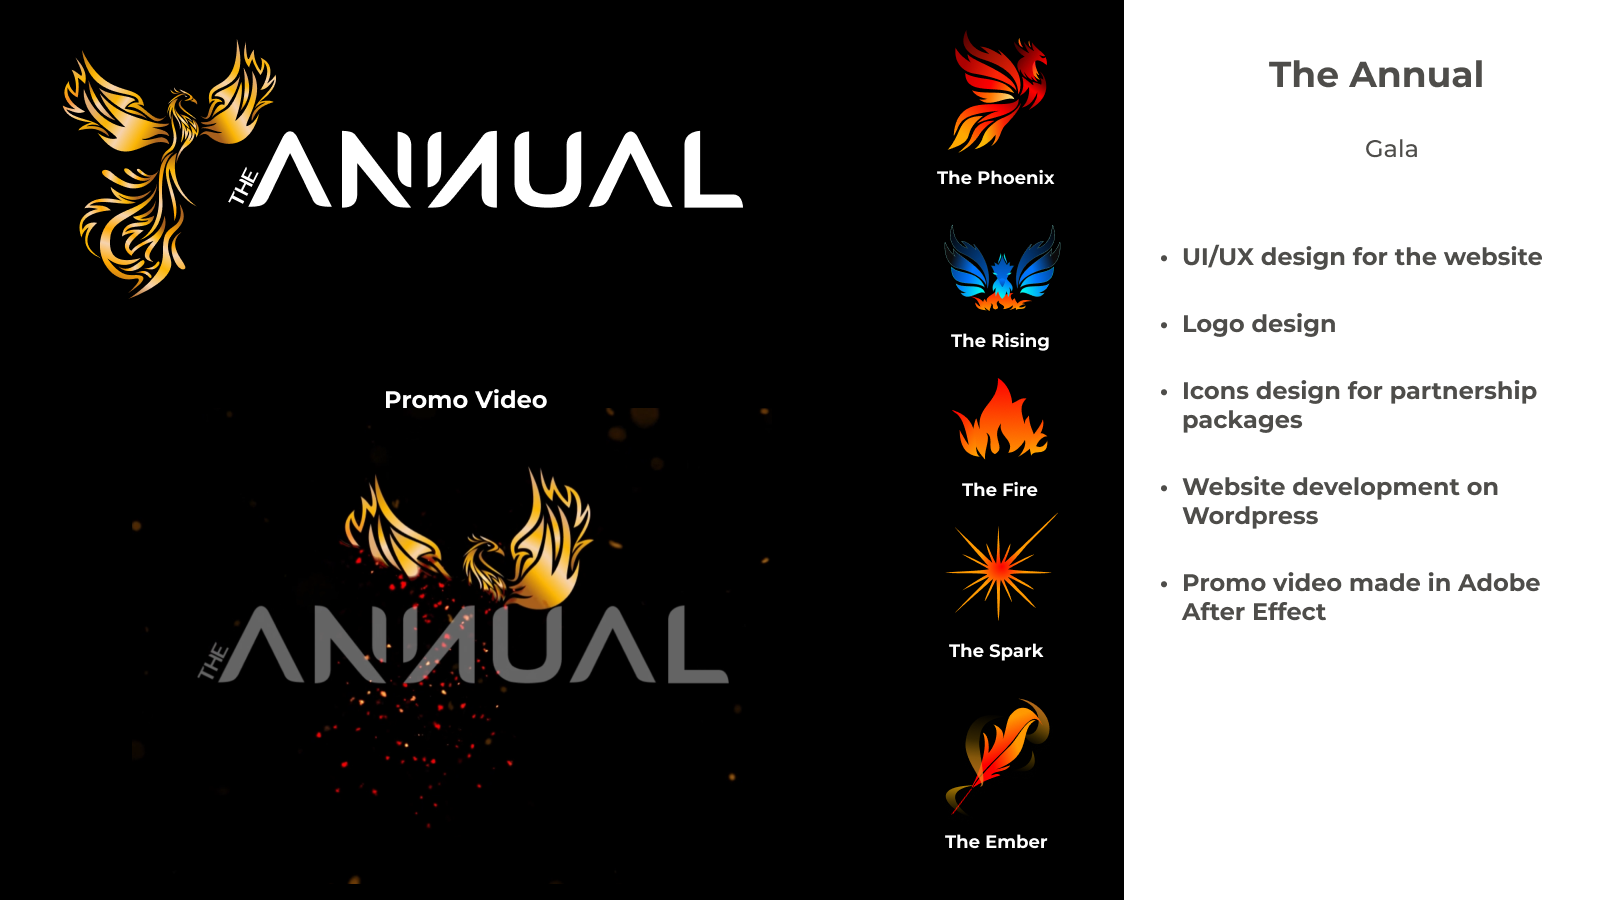 THE ANNUAL
Promo Video
THE ANNUAL
The Phoenix
The Rising
The Fire
The Spark
The Ember
The Annual
Gala
• UI/UX design for the website
• Logo design
• Icons design for partnership
packages
• Website development on
Wordpress
• Promo video made in Adobe
After Effect